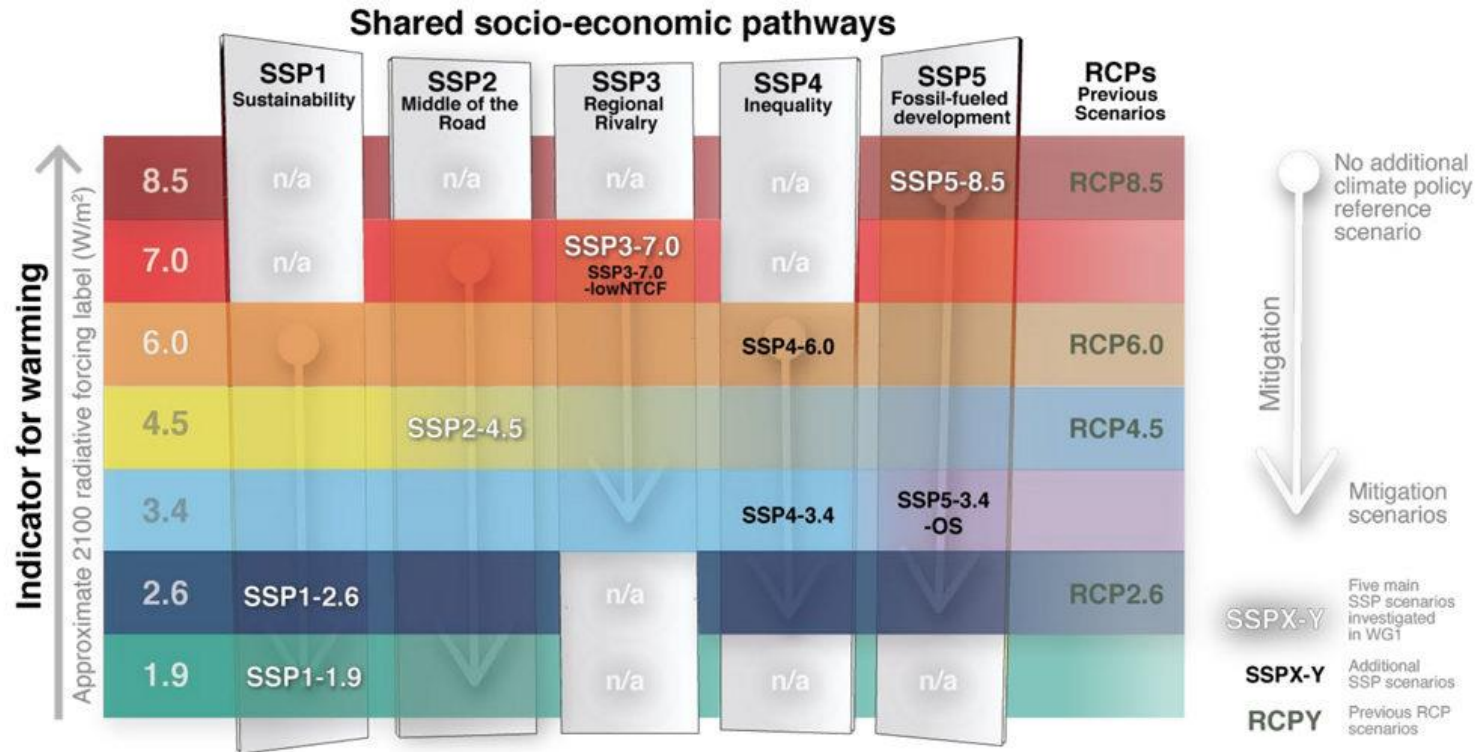 Shared socio-economic pathways
SSP1
Sustainability
SSP2
Middle of the
Road
SSP3
Regional
Rivalry
SSP4
Inequality
SSP5
Fossil-fueled
development
RCPs
Previous
Scenarios
Indicator for warming
Approximate 2100 radiative forcing label (W/m²)
8.5
n/a
n/a
n/a
n/a
SSP5-8.5
RCP8.5
7.0
n/a
SSP3-7.0
SSP3-7.0
-lowNTCF
n/a
6.0
SSP4-6.0
RCP6.0
4.5
SSP2-4.5
RCP4.5
3.4
SSP4-3.4
SSP5-3.4
-OS
2.6
SSP1-2.6
n/a
RCP2.6
1.9
SSP1-1.9
n/a
n/a
n/a
No additional
climate policy
reference
scenario
Mitigation
Mitigation
scenarios
SSPX-Y
Five main
SSP scenarios
investigated
in WG1
SSPX-Y
Additional
SSP scenarios
RCPY
Previous RCP
scenarios